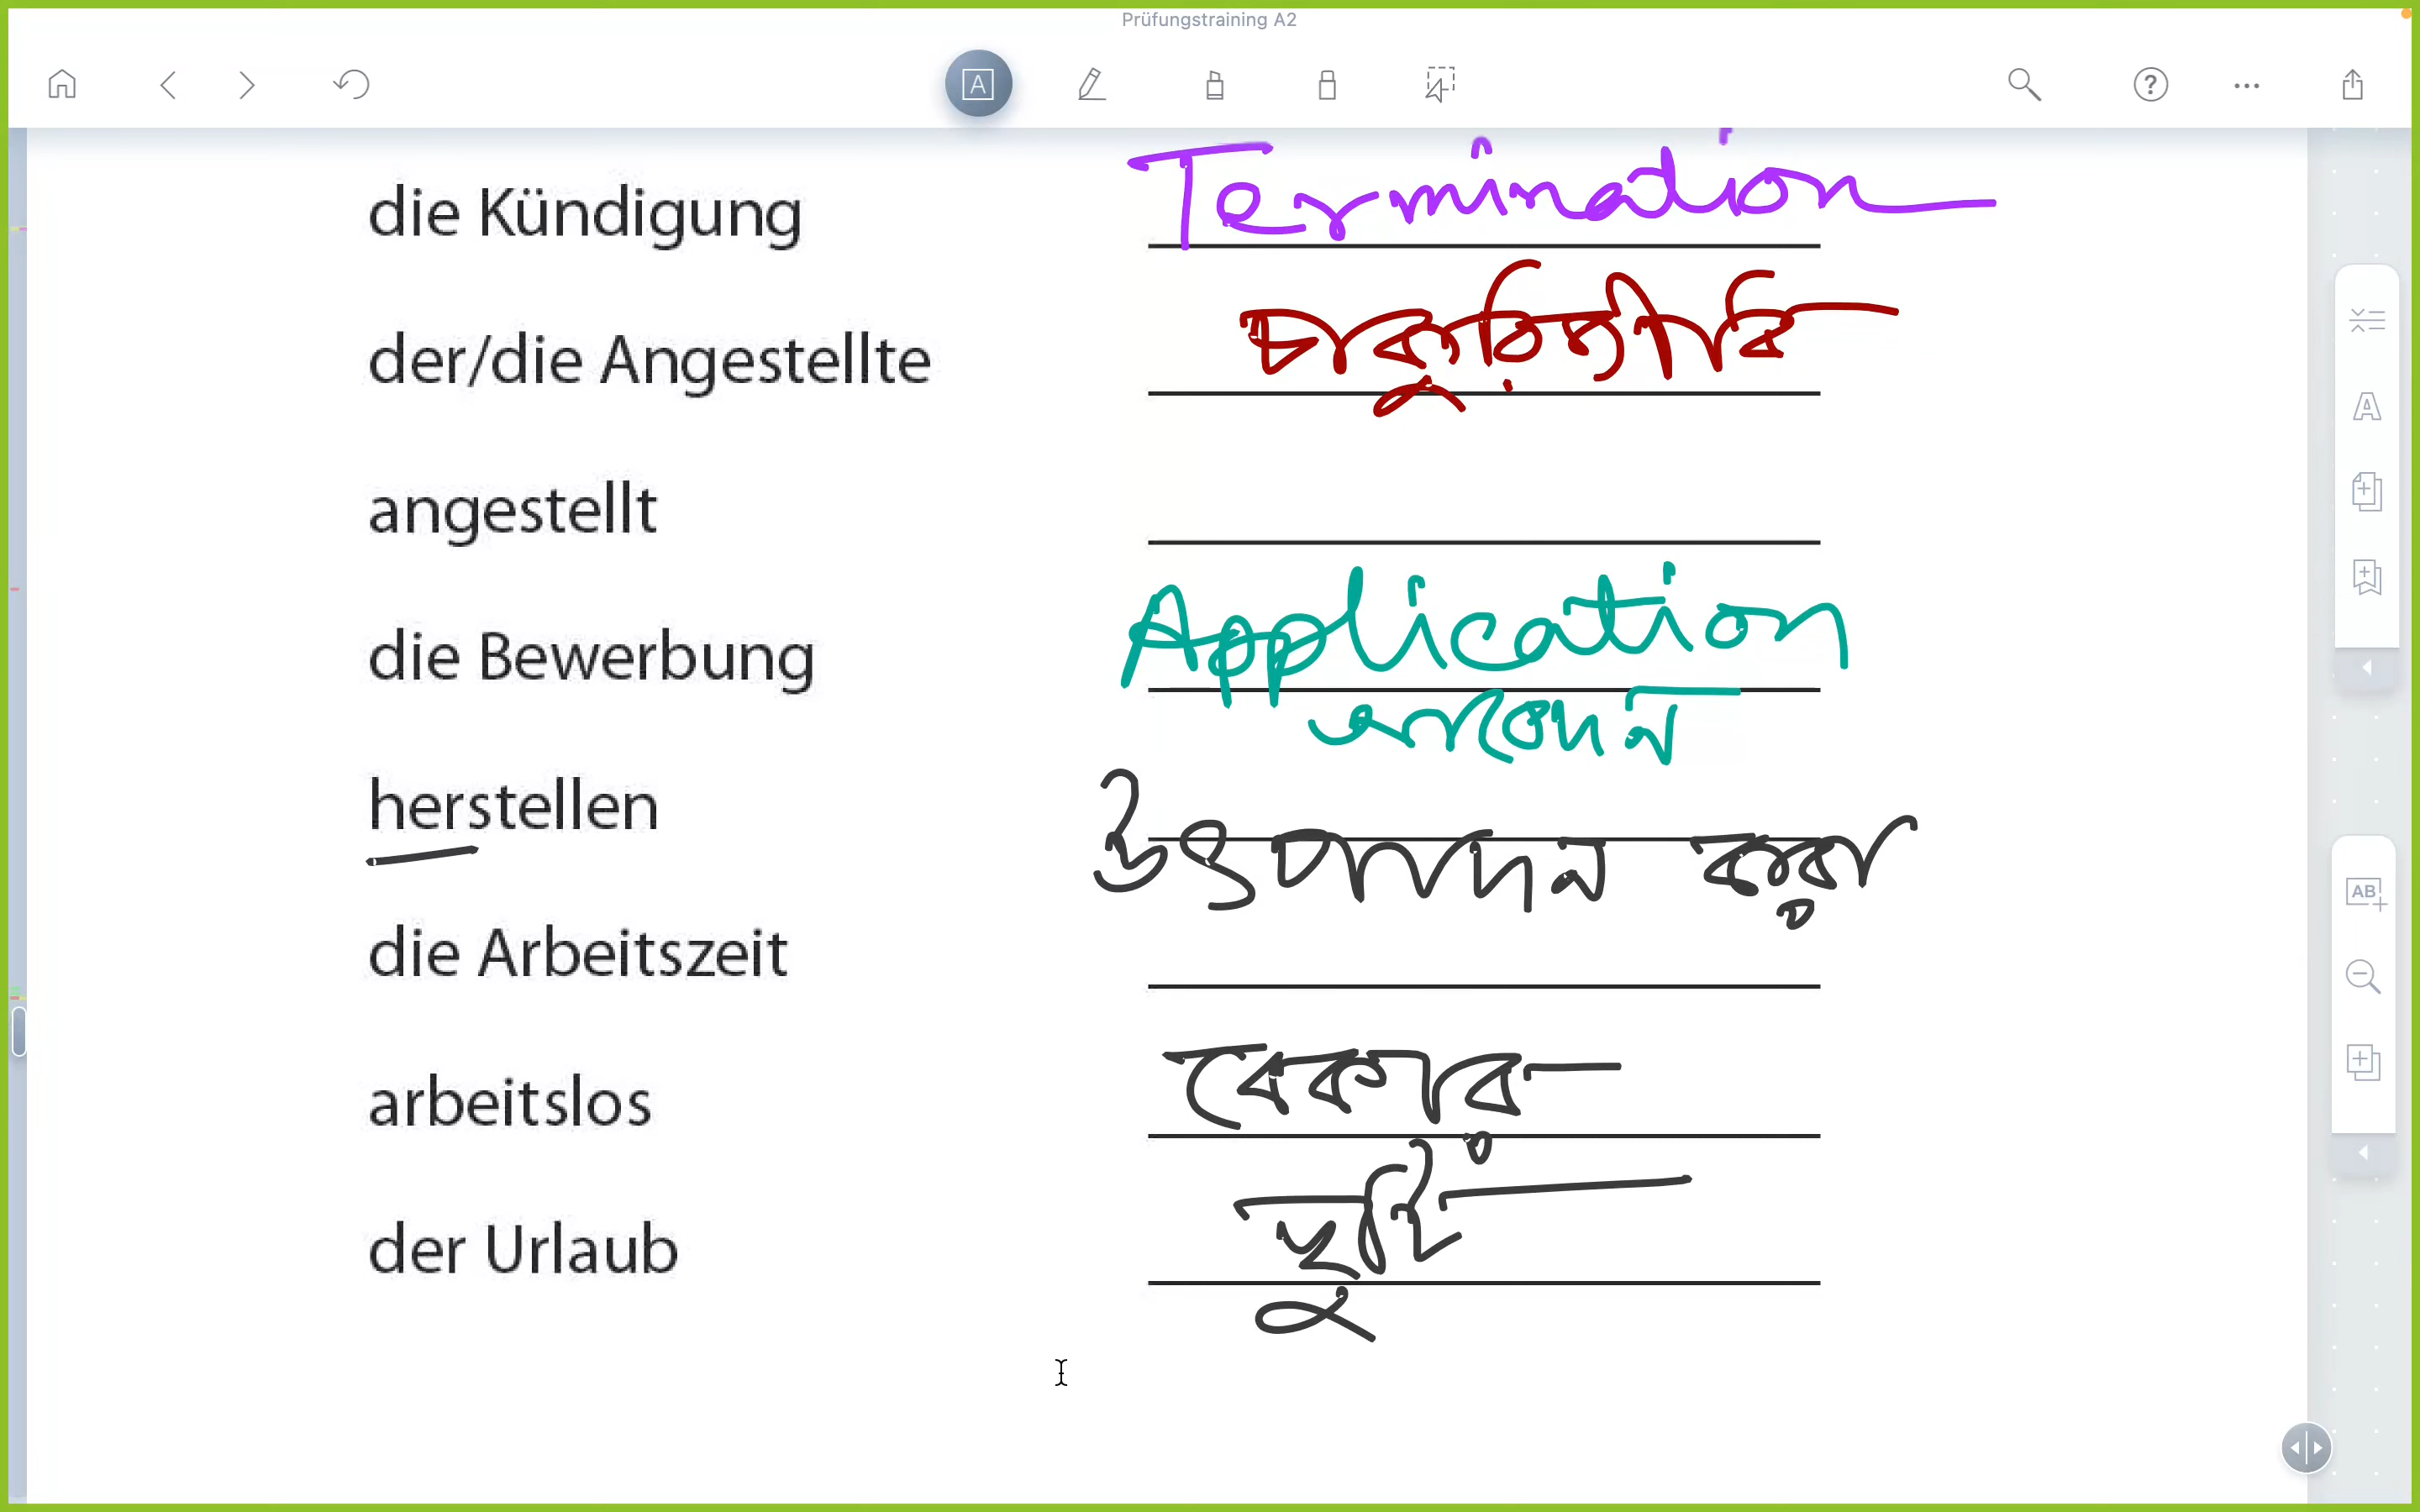 Prüfungstraining A2
die Kündigung Termination
der/die Angestellte
angestellt
die Bewerbung Application
আবেদন
herstellen উৎপাদন করা
die Arbeitszeit
arbeitslos বেকার
der Urlaub ছুটি